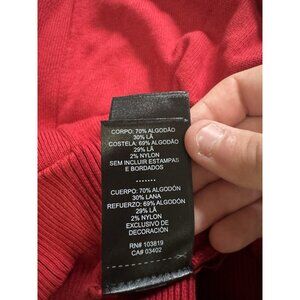 CORPO: 70% ALGODÃO
30% LÃ
COSTELA: 69% ALGODÃO
29% LÃ
2% NYLON
SEM INCLUIR ESTAMPAS
E BORDADOS
.......
CUERPO: 70% ALGODÓN
30% LANA
REFUERZO: 69% ALGODÓN
29% LÃ
2% NYLON
EXCLUSIVO DE
DECORACIÓN
RN# 103819
CA# 03402